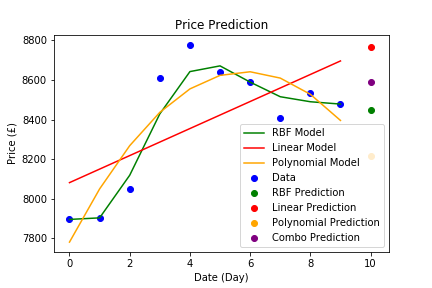 Price Prediction
8800
8600
8400
8200
8000
7800
Price (£)
0
2
4
6
8
10
Date (Day)
RBF Model
Linear Model
Polynomial Model
Data
RBF Prediction
Linear Prediction
Polynomial Prediction
Combo Prediction